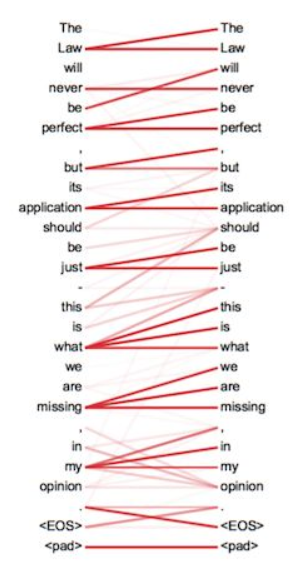 The The
Law Law
will will
never never
be be
perfect perfect
, ,
but but
its its
application application
should should
be be
just just
- -
this this
is is
what what
we we
are are
missing missing
, ,
in in
my my
opinion opinion
. .
<EOS> <EOS>
<pad> <pad>